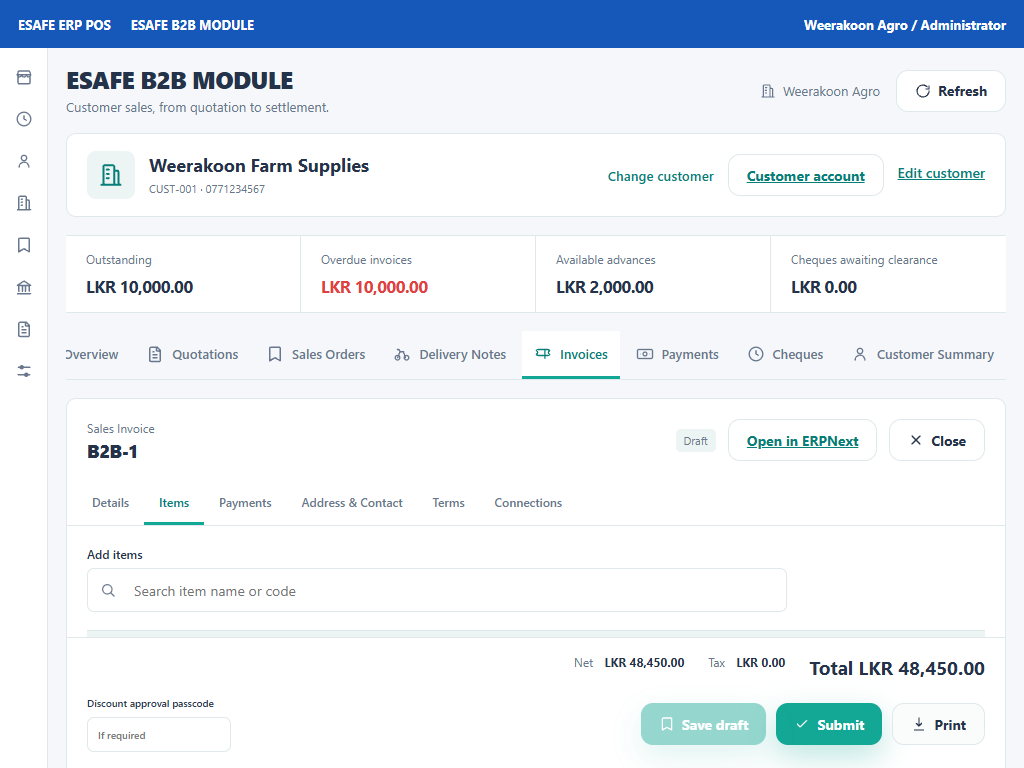 ESAFE ERP POS ESAFE B2B MODULE Weerakoon Agro / Administrator
ESAFE B2B MODULE
Customer sales, from quotation to settlement.
Weerakoon Agro Refresh
Weerakoon Farm Supplies
CUST-001 · 0771234567
Change customer Customer account Edit customer
Outstanding Overdue invoices Available advances Cheques awaiting clearance
LKR 10,000.00 LKR 10,000.00 LKR 2,000.00 LKR 0.00
Overview Quotations Sales Orders Delivery Notes Invoices Payments Cheques Customer Summary
Sales Invoice
B2B-1
Draft Open in ERPNext Close
Details Items Payments Address & Contact Terms Connections
Add items
Search item name or code
Net LKR 48,450.00 Tax LKR 0.00 Total LKR 48,450.00
Discount approval passcode
If required
Save draft Submit Print